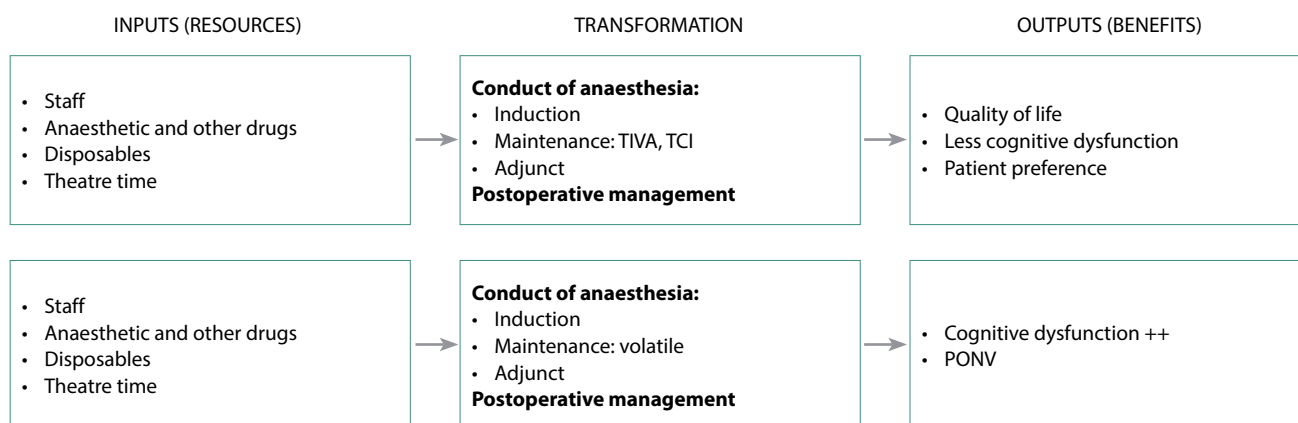 INPUTS (RESOURCES)
TRANSFORMATION
OUTPUTS (BENEFITS)
• Staff
• Anaesthetic and other drugs
• Disposables
• Theatre time
Conduct of anaesthesia:
• Induction
• Maintenance: TIVA, TCI
• Adjunct
Postoperative management
• Quality of life
• Less cognitive dysfunction
• Patient preference
• Staff
• Anaesthetic and other drugs
• Disposables
• Theatre time
Conduct of anaesthesia:
• Induction
• Maintenance: volatile
• Adjunct
Postoperative management
• Cognitive dysfunction ++
• PONV